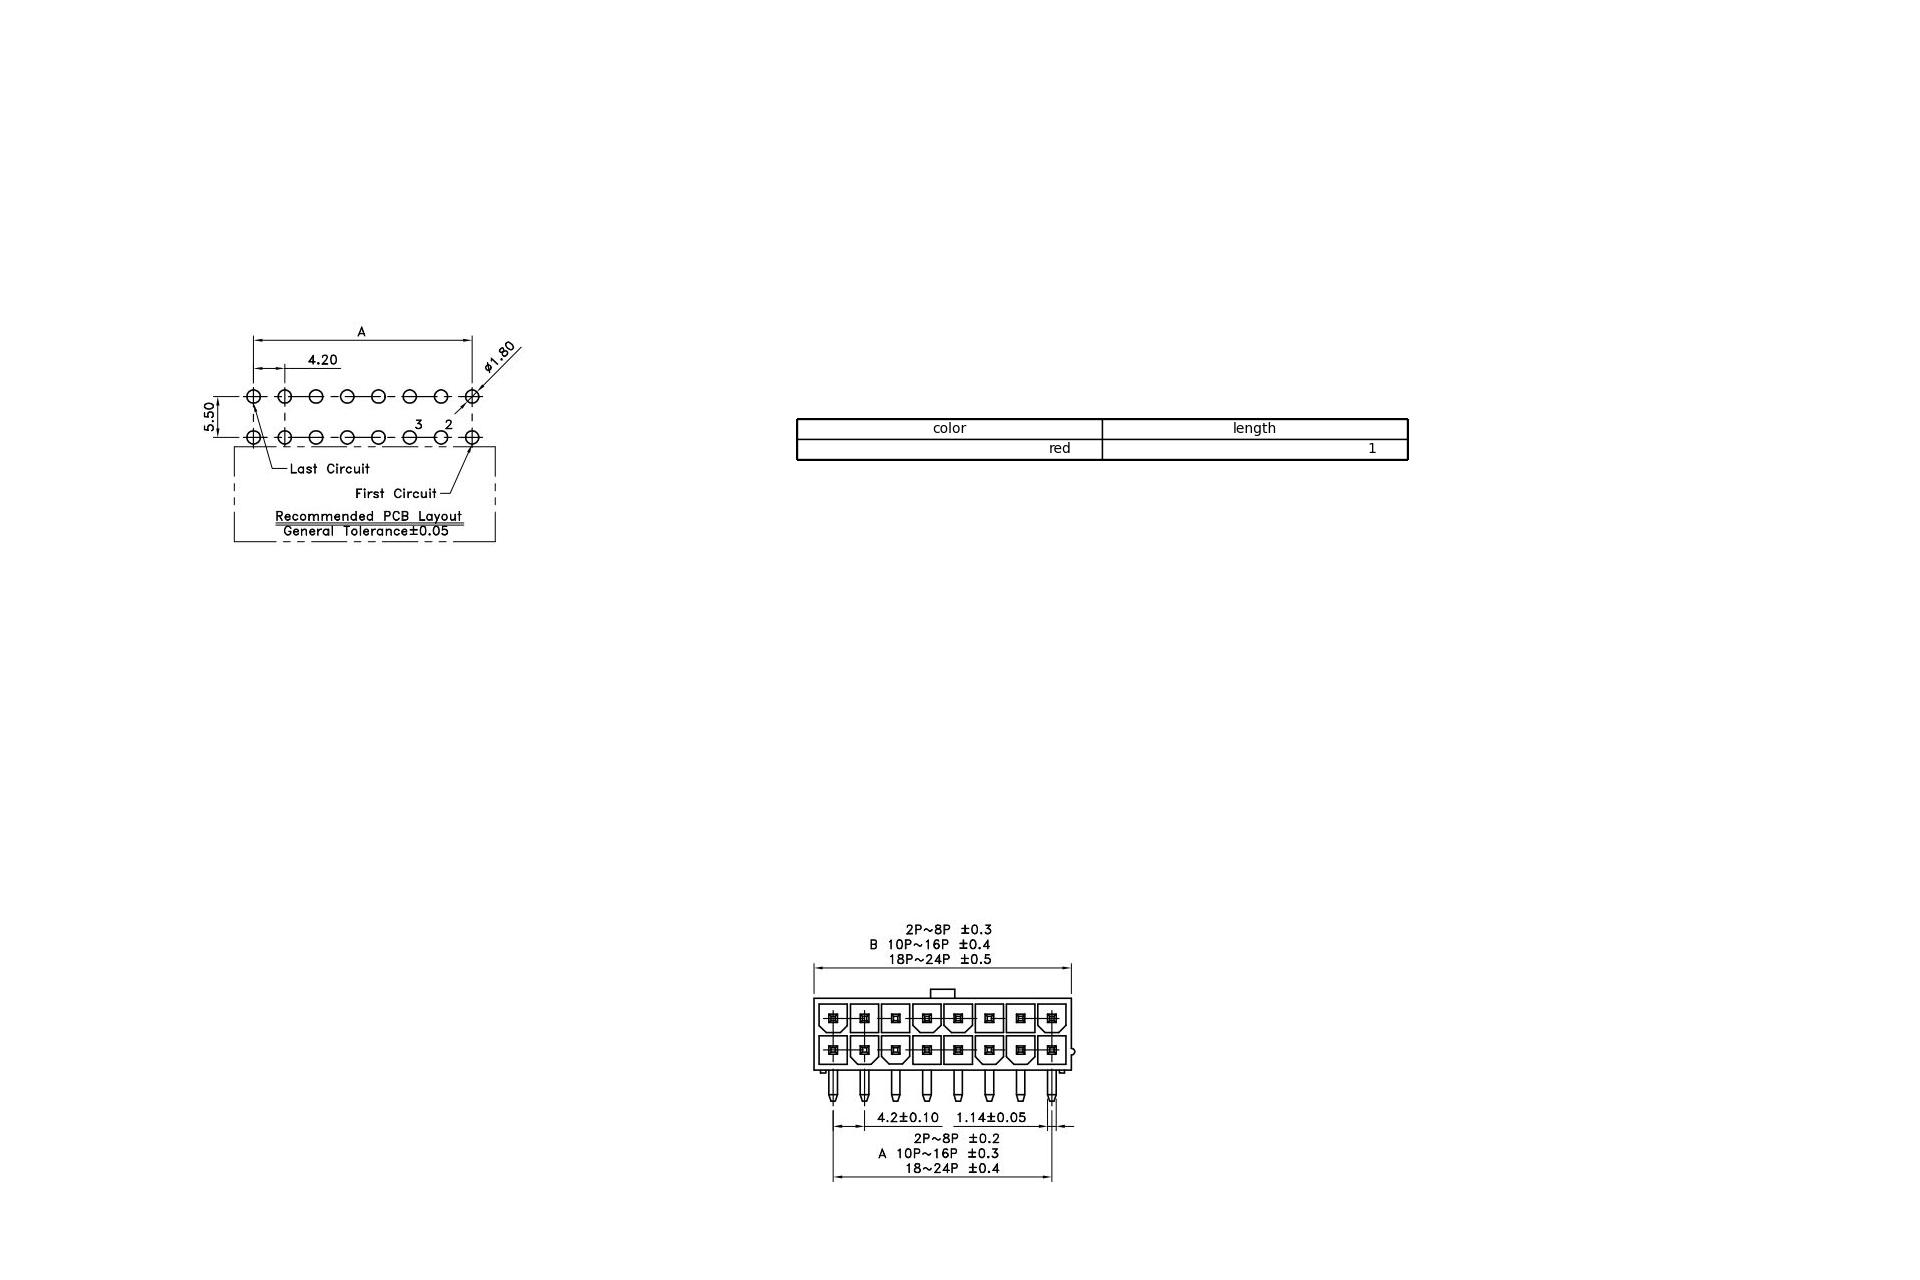 A
4.20
ø1.80
5.50
3 2
Last Circuit
First Circuit
Recommended PCB Layout
General Tolerance±0.05
color length
red 1
2P~8P ±0.3
B 10P~16P ±0.4
18P~24P ±0.5
4.2±0.10 1.14±0.05
2P~8P ±0.2
A 10P~16P ±0.3
18~24P ±0.4